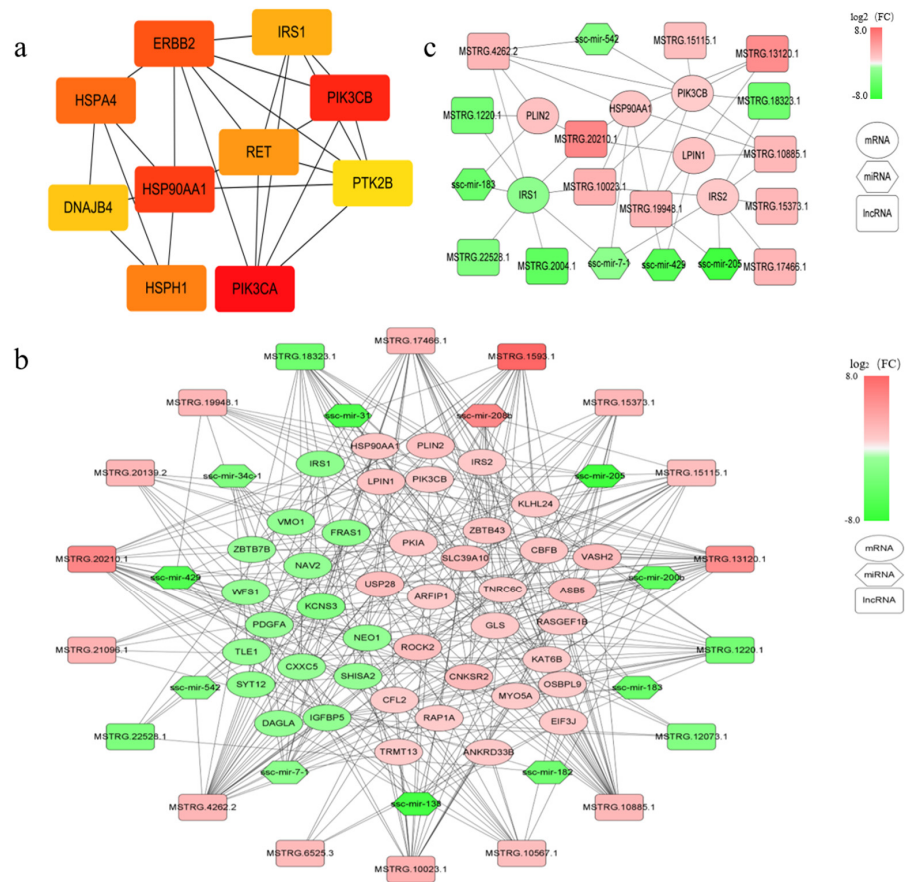 a
ERBB2
IRS1
HSPA4
PIK3CB
RET
DNAJB4
HSP90AA1
PTK2B
HSPH1
PIK3CA
c
ssc-mir-542
MSTRG.4262.2
MSTRG.15115.1
MSTRG.13120.1
PIK3CB
MSTRG.1220.1
PLIN2
HSP90AA1
MSTRG.18323.1
MSTRG.20210.1
LPIN1
MSTRG.10885.1
ssc-mir-183
IRS1
MSTRG.10023.1
MSTRG.19948.1
IRS2
MSTRG.15373.1
MSTRG.22528.1
MSTRG.2004.1
ssc-mir-7-1
ssc-mir-429
ssc-mir-205
MSTRG.17466.1
log2 (FC)
8.0
-8.0
mRNA
miRNA
lncRNA
b
MSTRG.17466.1
MSTRG.18323.1
MSTRG.1593.1
MSTRG.19948.1
MSTRG.15373.1
ssc-mir-31
ssc-mir-208b
HSP90AA1
PLIN2
IRS1
IRS2
MSTRG.20139.2
ssc-mir-34c-1
LPIN1
PIK3CB
ssc-mir-205
MSTRG.15115.1
KLHL24
VMO1
FRAS1
ZBTB43
ZBTB7B
PKIA
SLC39A10
CBFB
VASH2
MSTRG.20210.1
NAV2
MSTRG.13120.1
ssc-mir-429
USP28
ssc-mir-200b
WFS1
ARFIP1
TNRC6C
ASB5
KCNS3
PDGFA
GLS
RASGEF1B
NEO1
MSTRG.21096.1
TLE1
ROCK2
KAT6B
MSTRG.1220.1
CXXC5
SHISA2
CNKSR2
OSBPL9
ssc-mir-542
SYT12
MYO5A
ssc-mir-183
CFL2
MSTRG.22528.1
DAGLA
IGFBP5
RAP1A
EIF3J
MSTRG.12073.1
TRMT13
ANKRD33B
ssc-mir-7-1
ssc-mir-182
MSTRG.4262.2
ssc-mir-138
MSTRG.10885.1
MSTRG.6525.3
MSTRG.10567.1
MSTRG.10023.1
log2 (FC)
8.0
-8.0
mRNA
miRNA
lncRNA